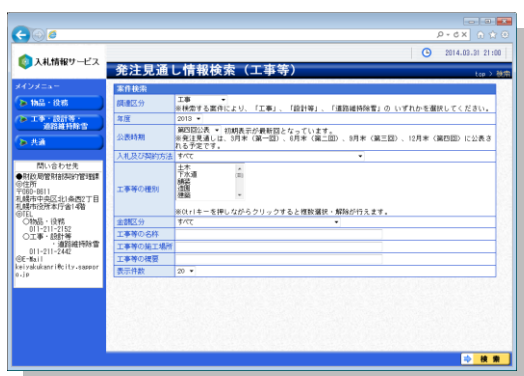 2014.03.31 21:00
入札情報サービス
発注見通し情報検索（工事等）
top > 検索
メインメニュー
物品・役務
工事・設計等・
道路維持除雪
共通
問い合わせ先
●財政局管財部契約管理課
◎住所
〒060-8611
札幌市中央区北1条西2丁目
札幌市役所本庁舎14階
◎TEL
○物品・役務
011-211-2152
○工事・設計等
・道路維持除雪
011-211-2442
◎E-Mail
keiyakukanri@city.sappor
o.jp
案件検索
調達区分
工事
※検索する案件により、「工事」、「設計等」、「道路維持除雪」の いずれかを選択してください。
年度
2013
公表時期
第四回公表 初期表示が最新回となっています。
※発注見通しは、3月末（第一回）、6月末（第二回）、9月末（第三回）、12月末（第四回）に公表さ
れる予定です。
入札及び契約方法
すべて
工事等の種別
土木
下水道
舗装
造園
建築
※Ctrlキーを押しながらクリックすると複数選択・解除が行えます。
金額区分
すべて
工事等の名称
工事等の施工場所
工事等の概要
表示件数
20
検 索